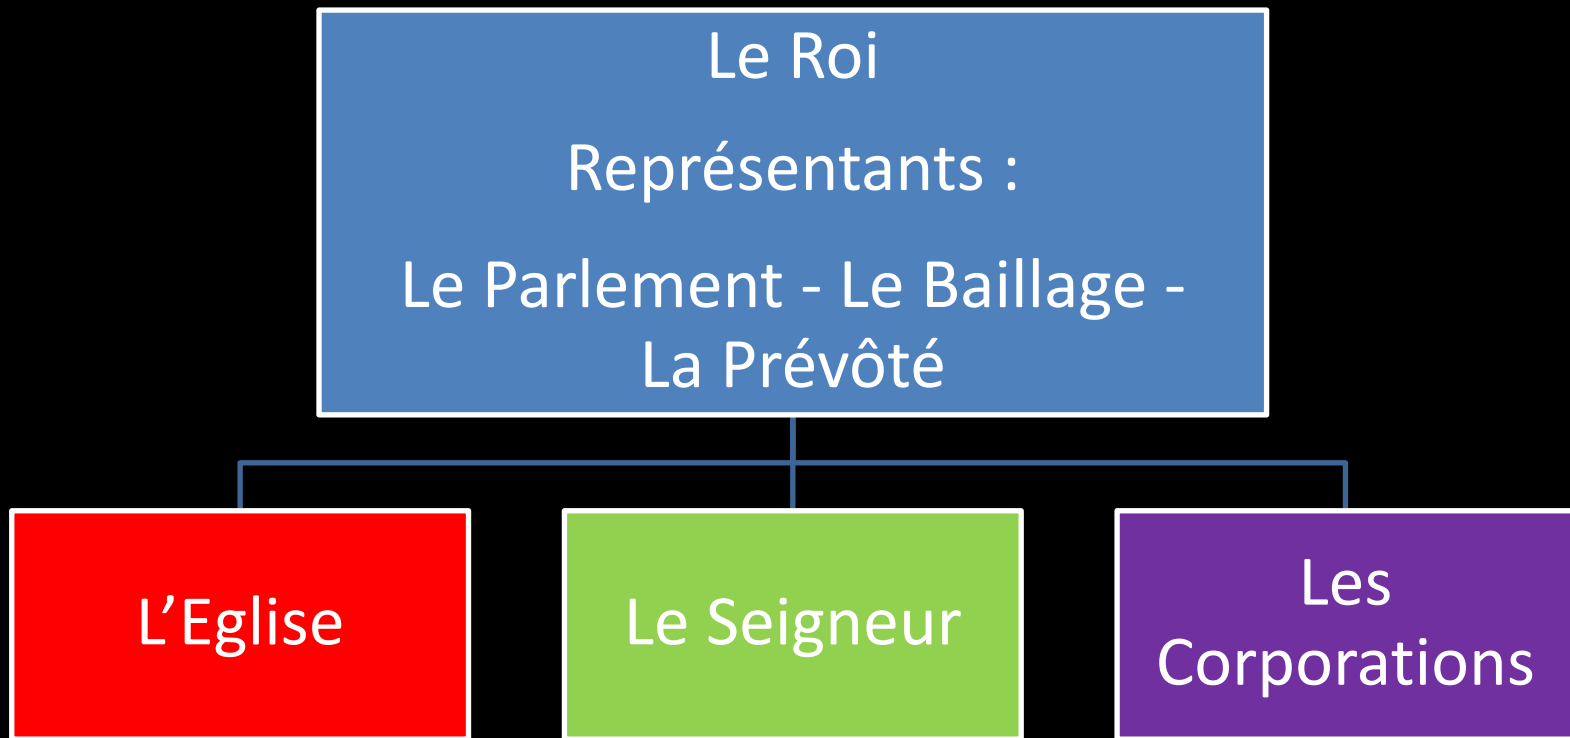 Le Roi
Représentants :
Le Parlement - Le Baillage -
La Prévôté
L’Eglise
Le Seigneur
Les
Corporations